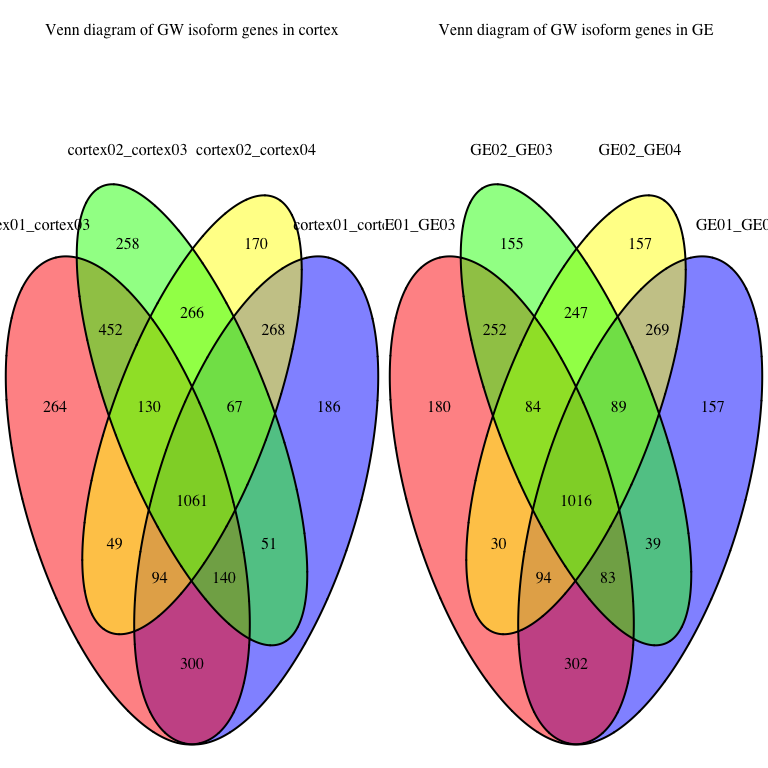 Venn diagram of GW isoform genes in cortex
Venn diagram of GW isoform genes in GE
cortex02_cortex03 cortex02_cortex04
GE02_GE03 GE02_GE04
ex01_cortex03
cortex01_corte
E01_GE03
GE01_GE0
258 170
155 157
266
247
452 268
252 269
264 130 67 186
180 84 89 157
1061
1016
49 51
30 39
94 140
94 83
300
302